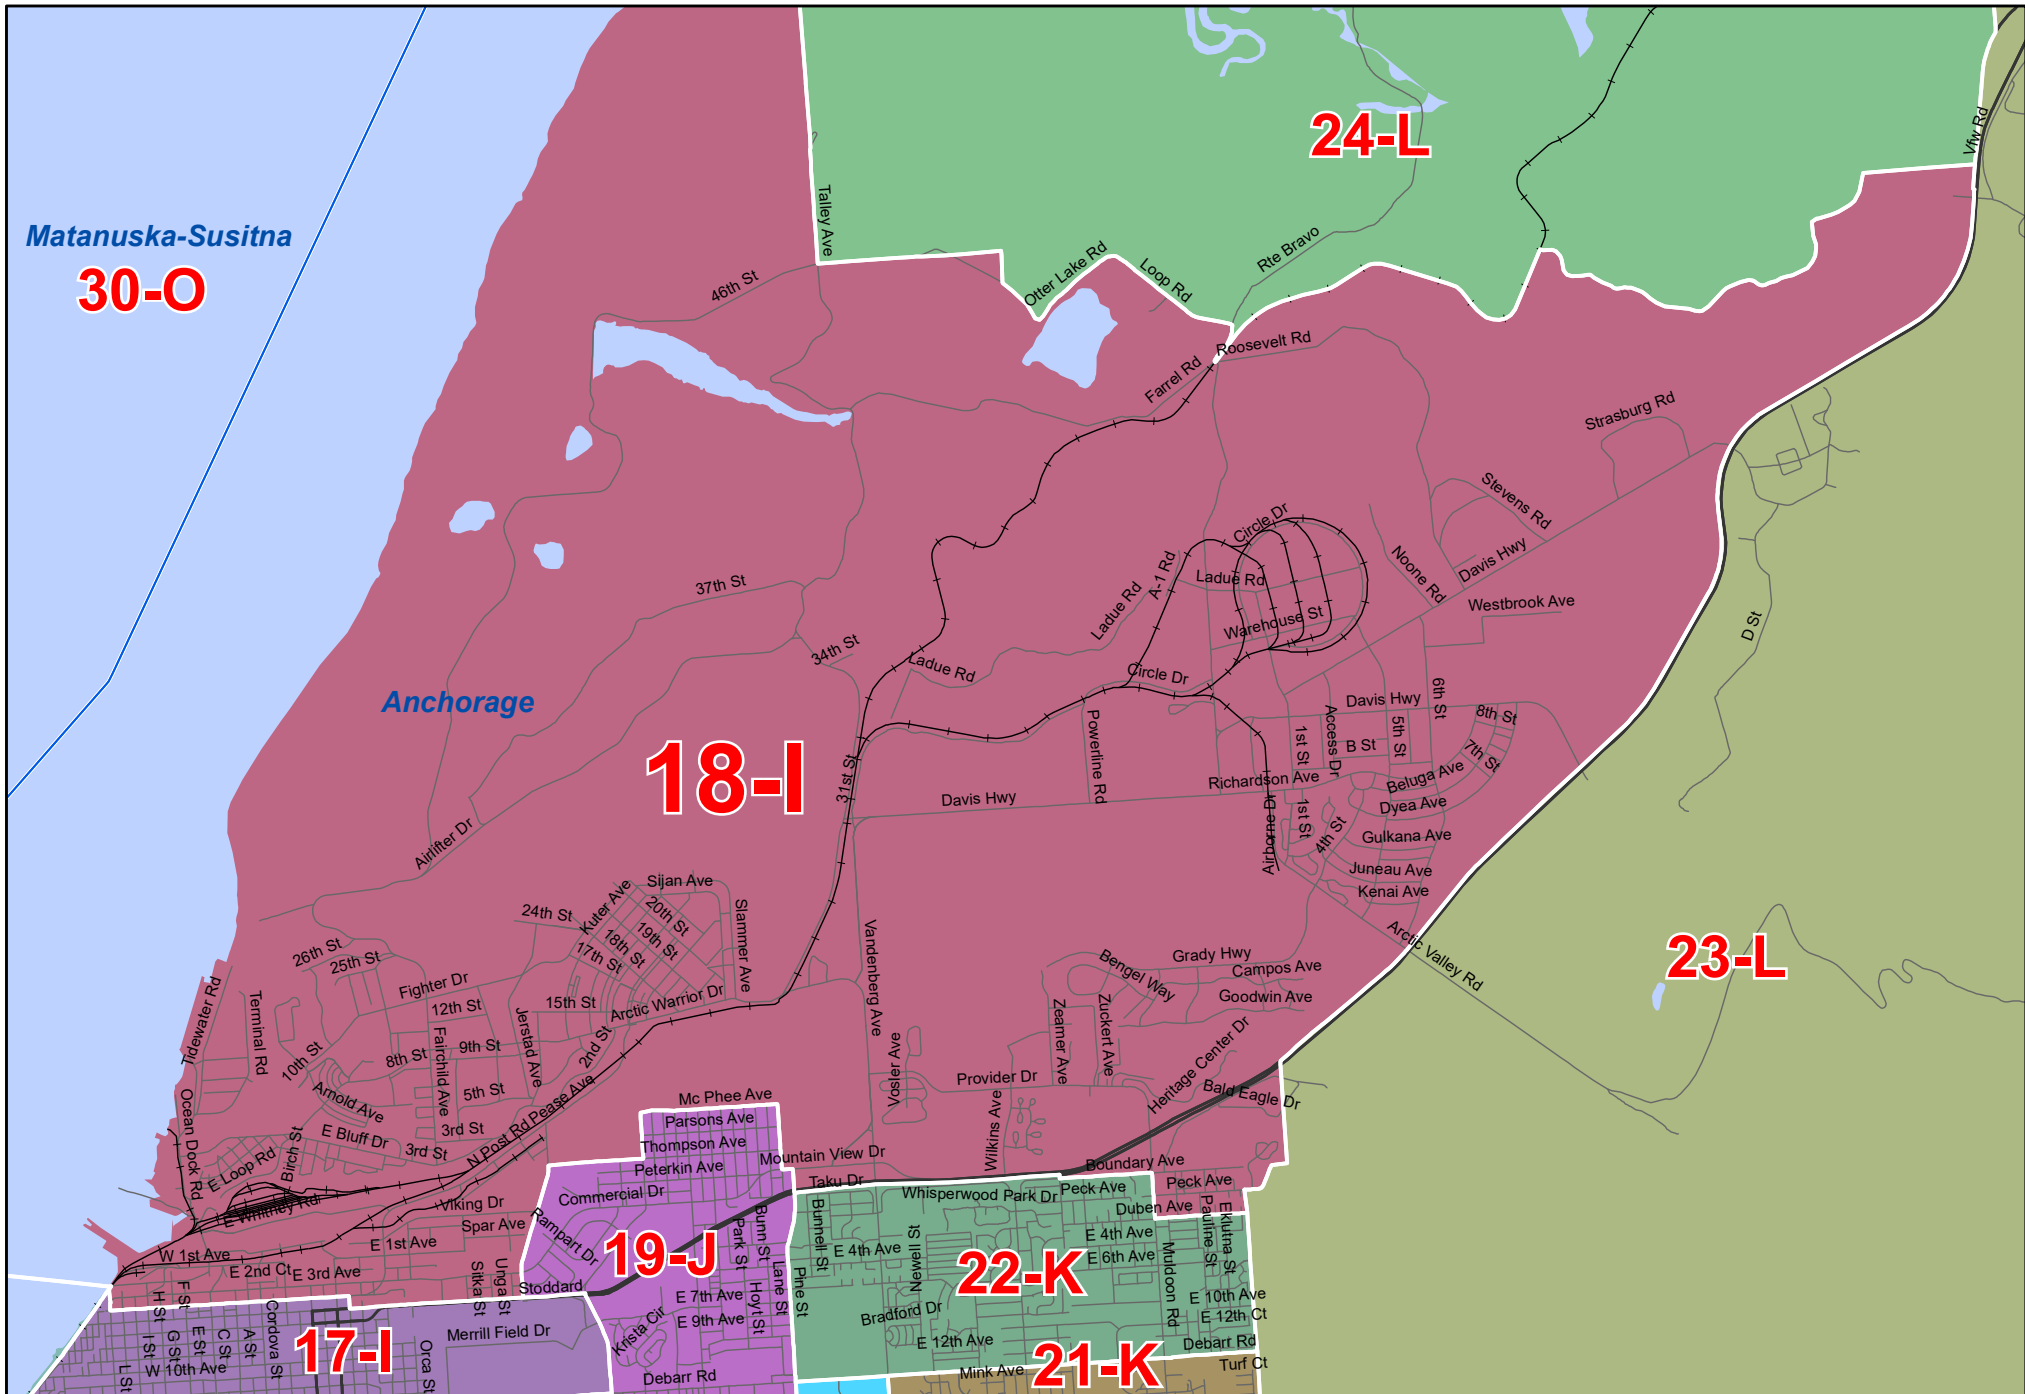 24-L
Vfw Rd
Talley Ave
Matanuska-Susitna
30-O
46th St
Otter Lake Rd
Loop Rd
Rte Bravo
Roosevelt Rd
Farrel Rd
Strasburg Rd
Stevens Rd
Circle Dr
Davis Hwy
Noone Rd
A-1 Rd
Ladue Rd
Ladue Rd
37th St
Westbrook Ave
Warehouse St
D St
34th St
Ladue Rd
Circle Dr
Anchorage
Davis Hwy
6th St
8th St
5th St
Access Dr
1st St
B St
7th St
Powerline Rd
18-I
31st St
Richardson Ave
Beluga Ave
Davis Hwy
Dyea Ave
Airborne Dr
1st St
4th St
Gulkana Ave
Airlifter Dr
Juneau Ave
Kenai Ave
Sijan Ave
Kuter Ave
20th St
24th St
19th St
18th St
17th St
Slammer Ave
Vandenberg Ave
Arctic Valley Rd
23-L
26th St
25th St
Grady Hwy
Bengel Way
Campos Ave
Goodwin Ave
Fighter Dr
12th St
15th St
Arctic Warrior Dr
Tidewater Rd
Terminal Rd
Jerstad Ave
2nd St
Zeamer Ave
Zuckert Ave
Heritage Center Dr
10th St
8th St
9th St
Fairchild Ave
Vosler Ave
Provider Dr
Bald Eagle Dr
Arnold Ave
5th St
Pease Ave
Mc Phee Ave
Ocean Dock Rd
E Bluff Dr
3rd St
3rd St
N Post Rd
Parsons Ave
Thompson Ave
Wilkins Ave
E Loop Rd
Birch St
Peterkin Ave
Mountain View Dr
Boundary Ave
Commercial Dr
Taku Dr
Whisperwood Park Dr
Peck Ave
Peck Ave
E Whitney Rd
Viking Dr
Spar Ave
Rampart Dr
Park St
Bunn St
Bunnell St
Duben Ave
Pauline St
Eklutna St
W 1st Ave
E 1st Ave
E 2nd Ct
E 3rd Ave
19-J
E 4th Ave
Newell St
E 4th Ave
E 6th Ave
22-K
Muldoon Rd
Sitka St
Unga St
Stoddard
Lane St
Pine St
Hoyt St
E 7th Ave
E 9th Ave
Krista Cir
Bradford Dr
E 10th Ave
E 12th Ct
E 12th Ave
Debarr Rd
H St
F St
I St
G St
E St
C St
A St
Cordova St
17-I
Merrill Field Dr
Orca St
L St
W 10th Ave
Debarr Rd
Mink Ave
21-K
Turf Ct